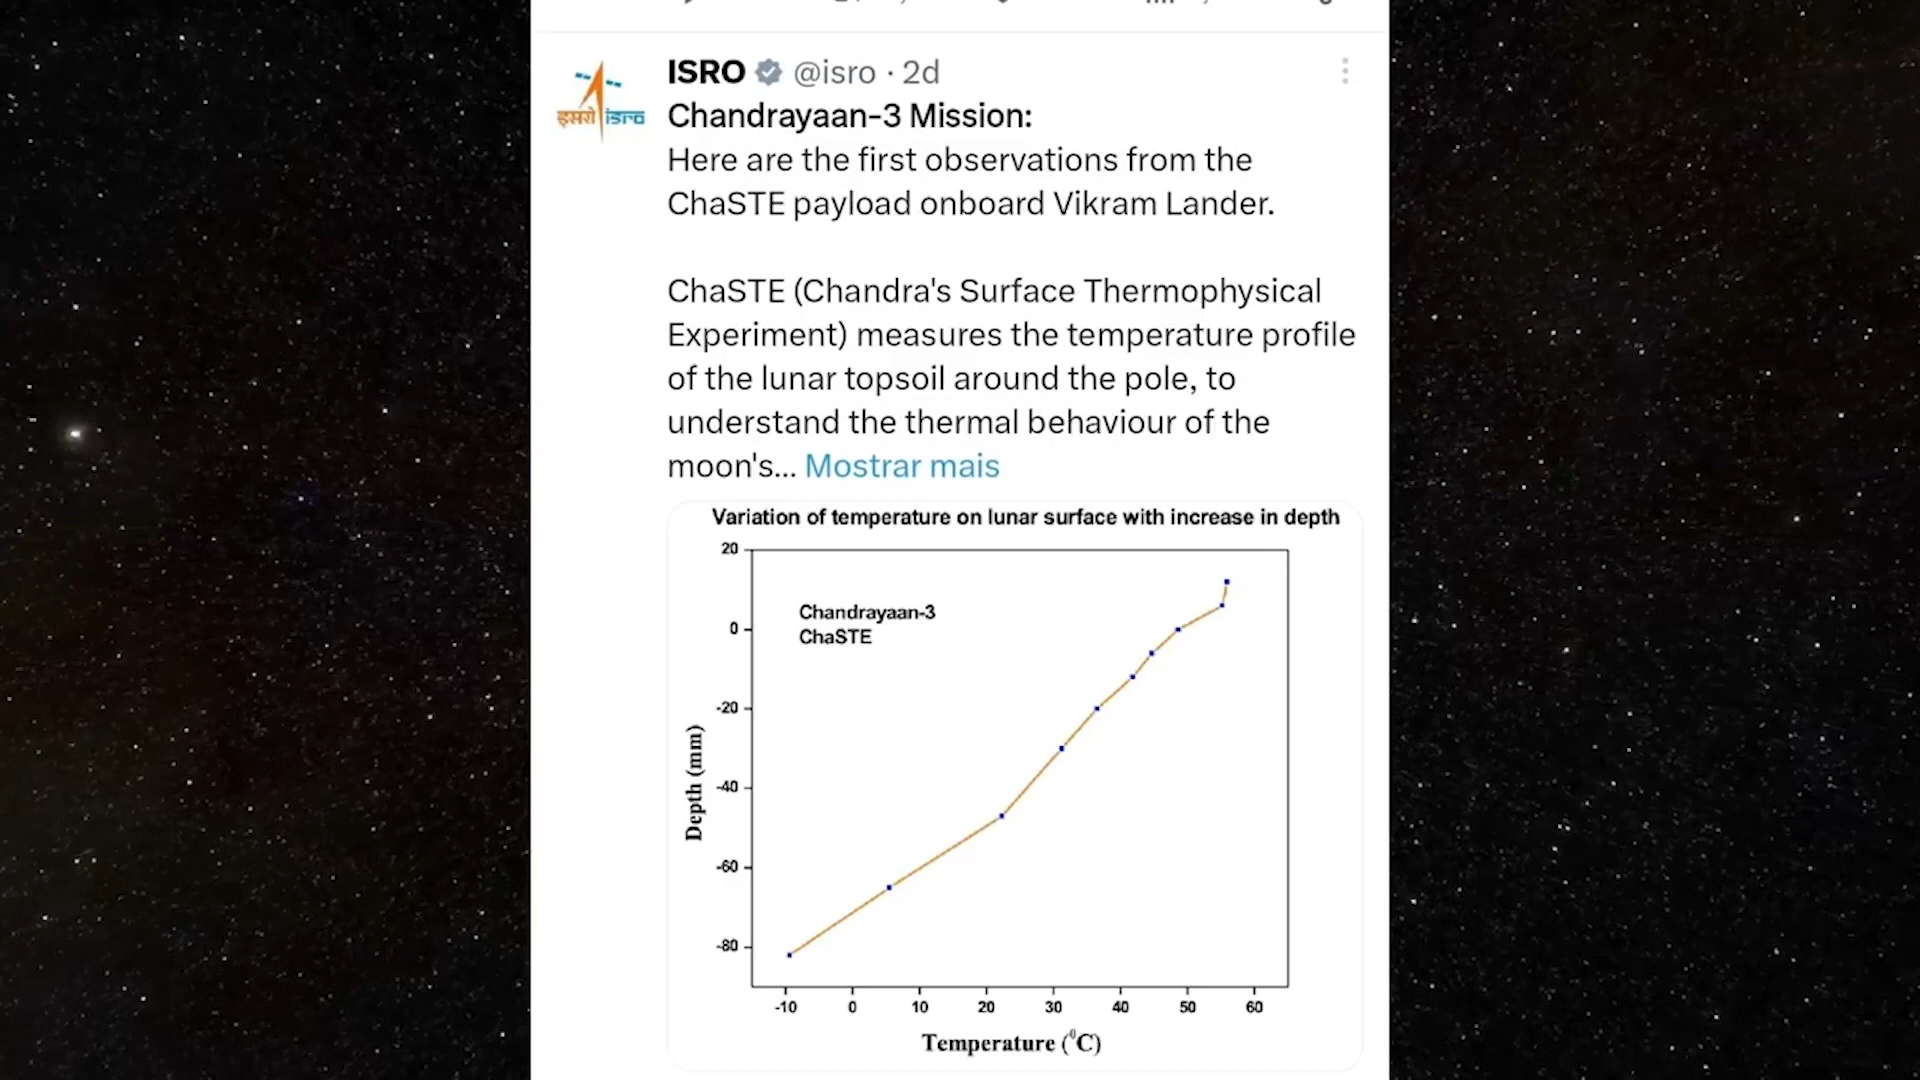 ISRO @isro · 2d
इसरो isro
Chandrayaan-3 Mission:
Here are the first observations from the
ChaSTE payload onboard Vikram Lander.
ChaSTE (Chandra's Surface Thermophysical
Experiment) measures the temperature profile
of the lunar topsoil around the pole, to
understand the thermal behaviour of the
moon's... Mostrar mais
Variation of temperature on lunar surface with increase in depth
20
Chandrayaan-3
ChaSTE
0
-20
-40
-60
-80
Depth (mm)
-10 0 10 20 30 40 50 60
Temperature (⁰C)